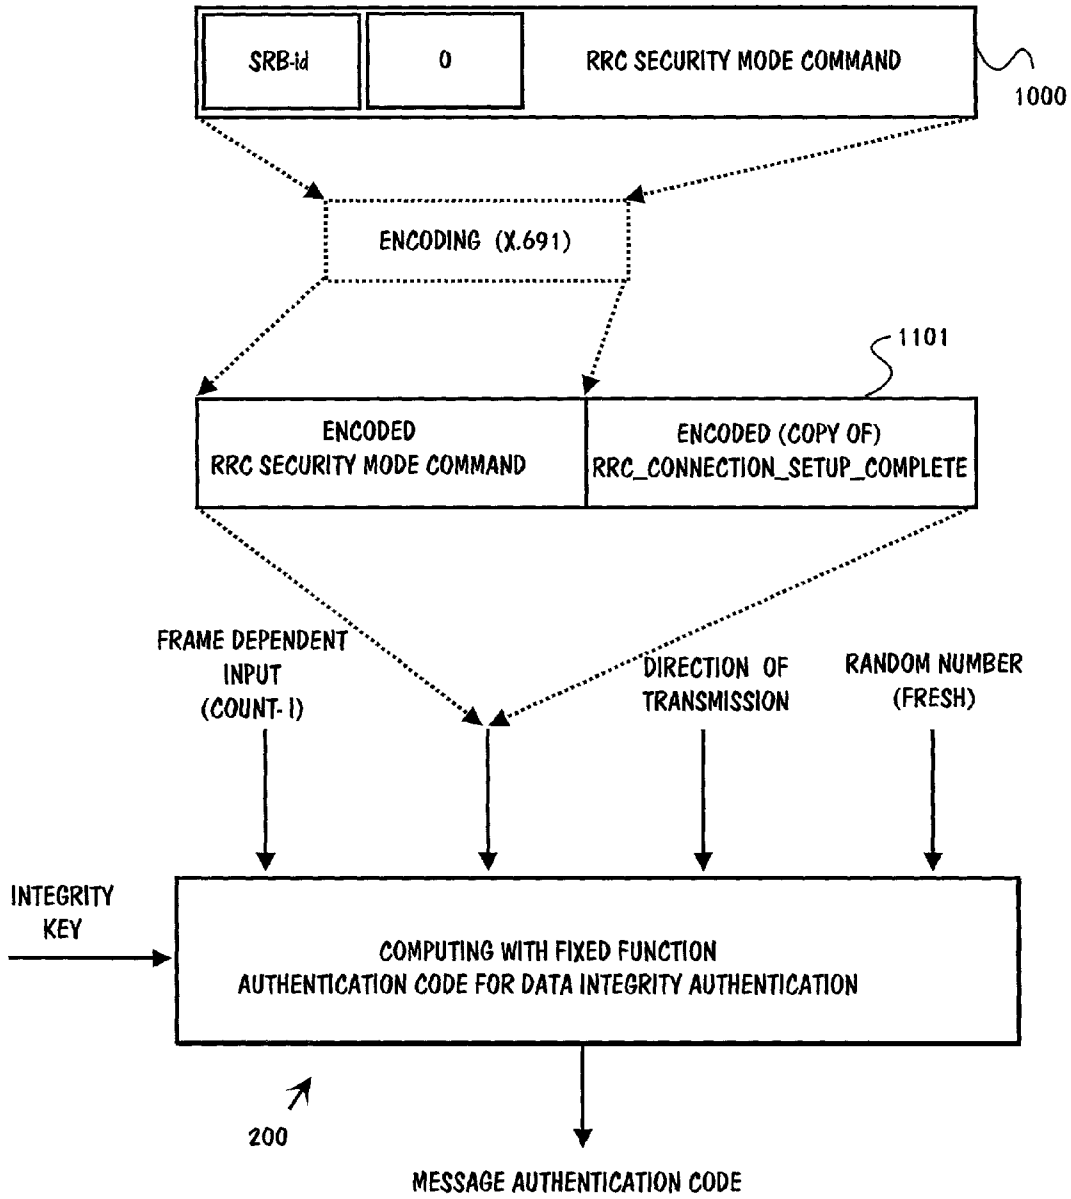 SRB-id
0
RRC SECURITY MODE COMMAND
1000
ENCODING (X.691)
1101
ENCODED
RRC SECURITY MODE COMMAND
ENCODED (COPY OF)
RRC_CONNECTION_SETUP_COMPLETE
FRAME DEPENDENT
INPUT
(COUNT-I)
DIRECTION OF
TRANSMISSION
RANDOM NUMBER
(FRESH)
INTEGRITY
KEY
COMPUTING WITH FIXED FUNCTION
AUTHENTICATION CODE FOR DATA INTEGRITY AUTHENTICATION
200
MESSAGE AUTHENTICATION CODE